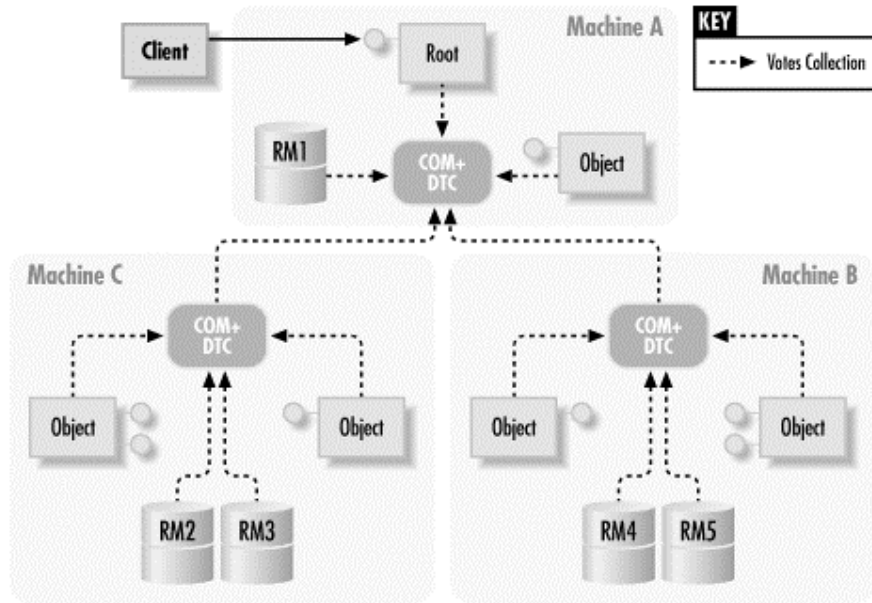 Machine A
KEY
Client
Root
Votes Collection
RM1
COM+
DTC
Object
Machine C
Machine B
COM+
DTC
COM+
DTC
Object
Object
Object
Object
RM2
RM3
RM4
RM5